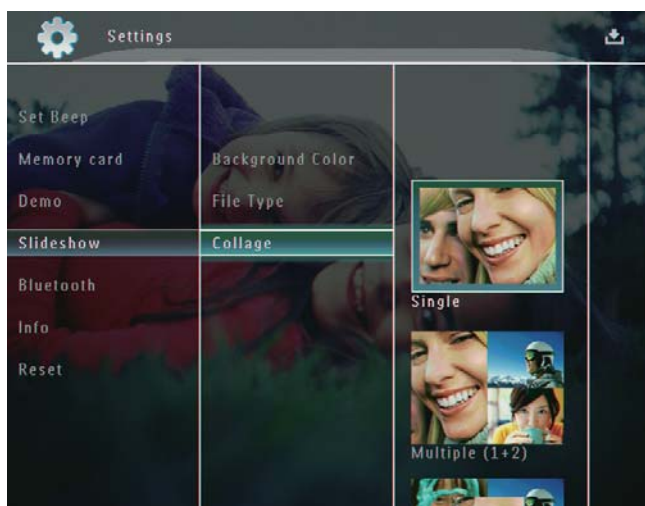 Settings
Set Beep
Memory card
Demo
Slideshow
Bluetooth
Info
Reset
Background Color
File Type
Collage
Single
Multiple (1+2)